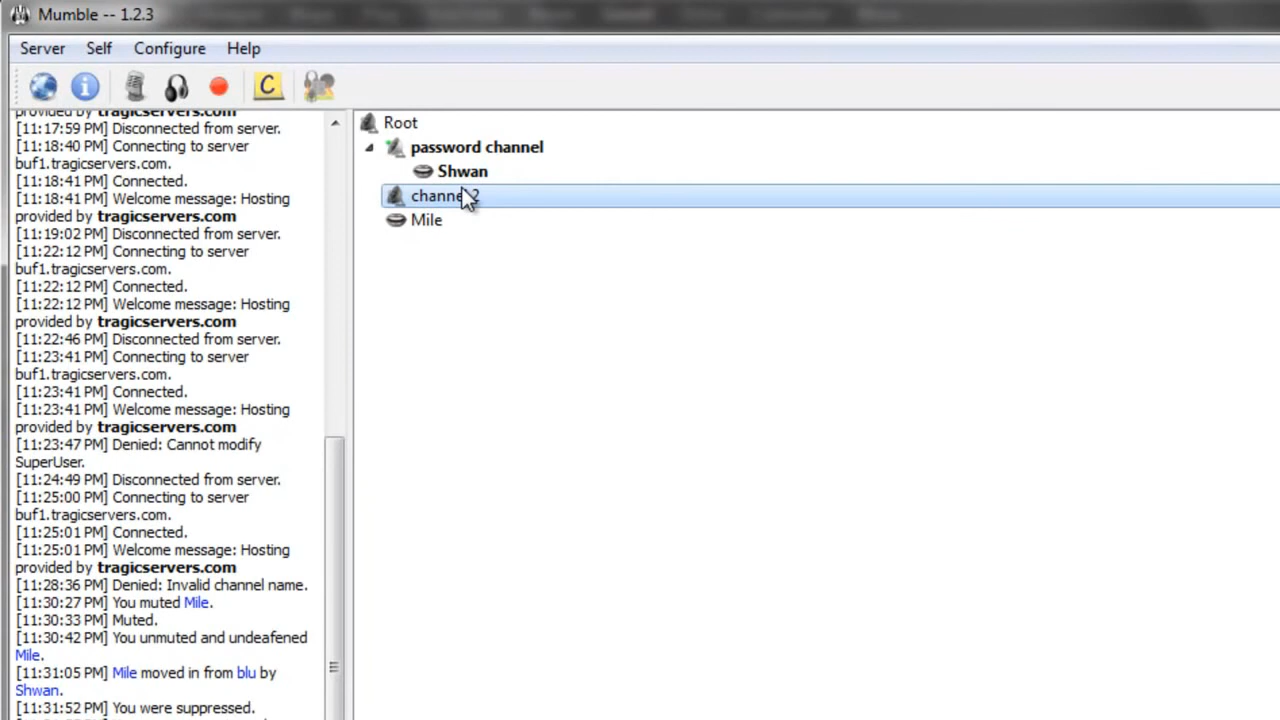 Mumble -- 1.2.3
Server Self Configure Help
C
provided by tragicservers.com
[11:17:59 PM] Disconnected from server.
[11:18:40 PM] Connecting to server
buf1.tragicservers.com.
[11:18:41 PM] Connected.
[11:18:41 PM] Welcome message: Hosting
provided by tragicservers.com
[11:19:02 PM] Disconnected from server.
[11:22:12 PM] Connecting to server
buf1.tragicservers.com.
[11:22:12 PM] Connected.
[11:22:12 PM] Welcome message: Hosting
provided by tragicservers.com
[11:22:46 PM] Disconnected from server.
[11:23:41 PM] Connecting to server
buf1.tragicservers.com.
[11:23:41 PM] Connected.
[11:23:41 PM] Welcome message: Hosting
provided by tragicservers.com
[11:23:47 PM] Denied: Cannot modify
SuperUser.
[11:24:49 PM] Disconnected from server.
[11:25:00 PM] Connecting to server
buf1.tragicservers.com.
[11:25:01 PM] Connected.
[11:25:01 PM] Welcome message: Hosting
provided by tragicservers.com
[11:28:36 PM] Denied: Invalid channel name.
[11:30:27 PM] You muted Mile.
[11:30:33 PM] Muted.
[11:30:42 PM] You unmuted and undeafened
Mile.
[11:31:05 PM] Mile moved in from blu by
Shwan.
[11:31:52 PM] You were suppressed.
Root
password channel
Shwan
channel 2
Mile